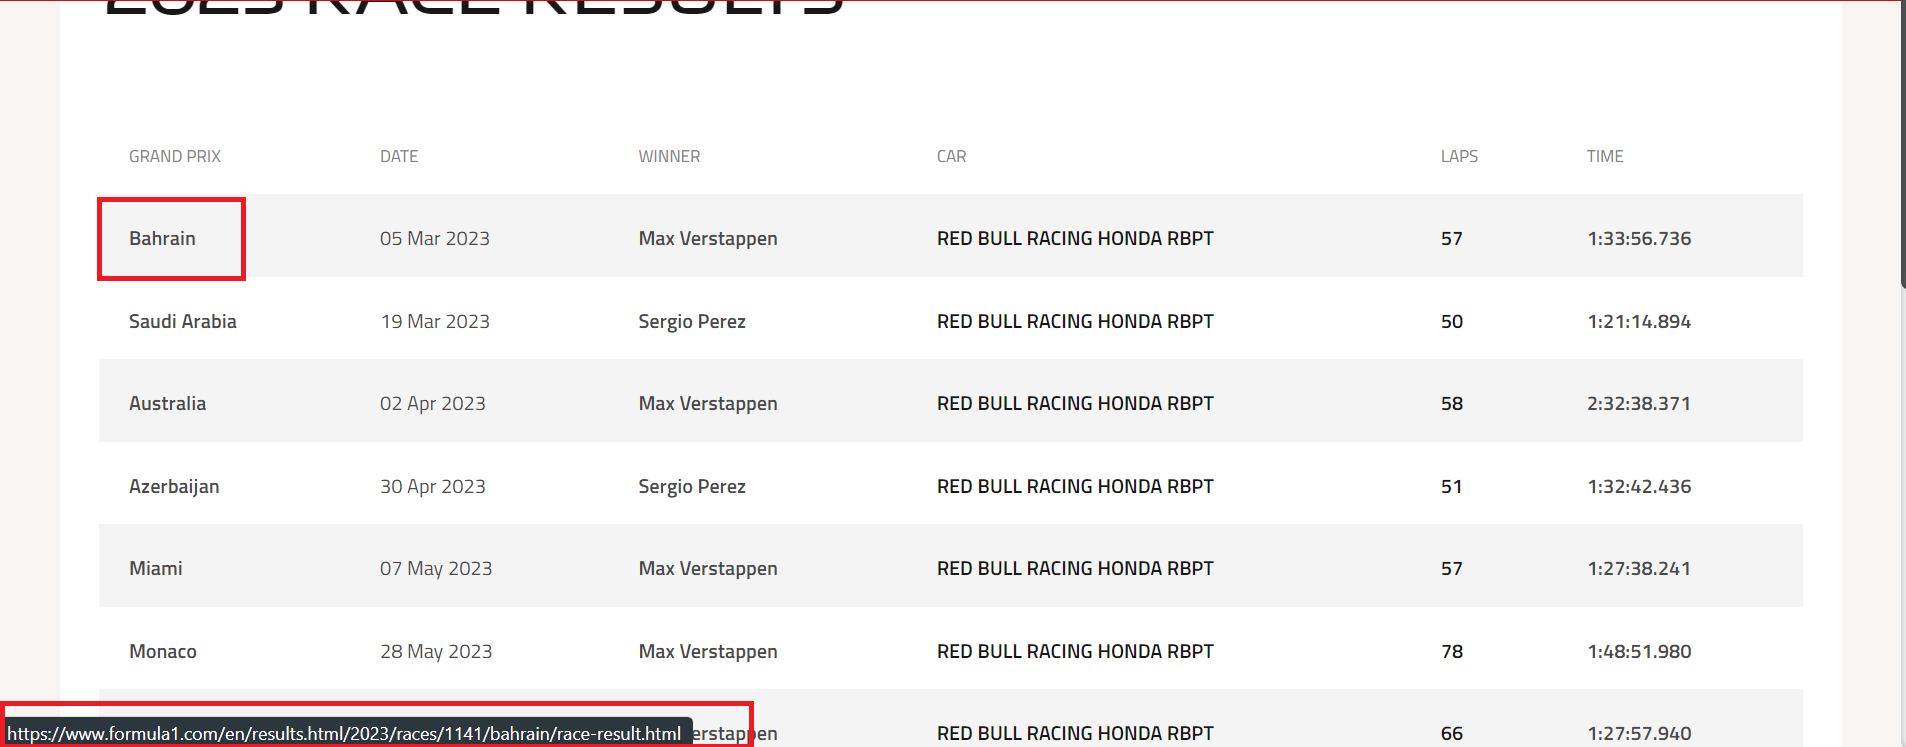 2023 RACE RESULTS
GRAND PRIX DATE WINNER CAR LAPS TIME
Bahrain 05 Mar 2023 Max Verstappen RED BULL RACING HONDA RBPT 57 1:33:56.736
Saudi Arabia 19 Mar 2023 Sergio Perez RED BULL RACING HONDA RBPT 50 1:21:14.894
Australia 02 Apr 2023 Max Verstappen RED BULL RACING HONDA RBPT 58 2:32:38.371
Azerbaijan 30 Apr 2023 Sergio Perez RED BULL RACING HONDA RBPT 51 1:32:42.436
Miami 07 May 2023 Max Verstappen RED BULL RACING HONDA RBPT 57 1:27:38.241
Monaco 28 May 2023 Max Verstappen RED BULL RACING HONDA RBPT 78 1:48:51.980
https://www.formula1.com/en/results.html/2023/races/1141/bahrain/race-result.html erstappen RED BULL RACING HONDA RBPT 66 1:27:57.940